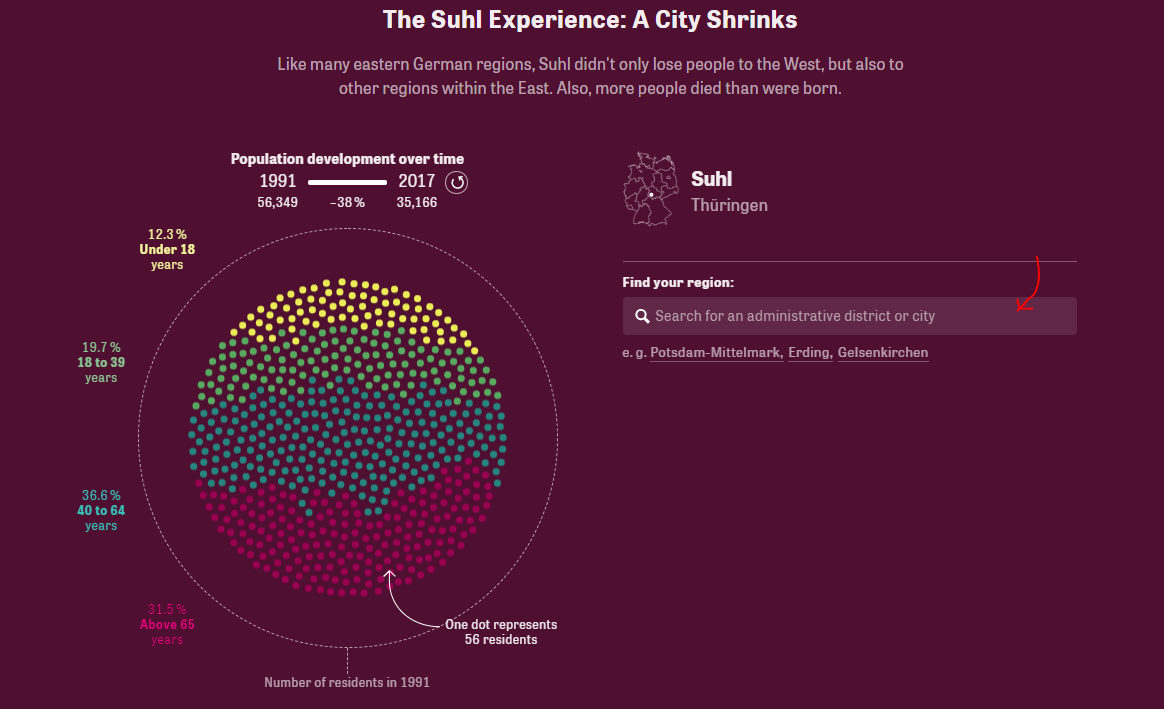 The Suhl Experience: A City Shrinks
Like many eastern German regions, Suhl didn't only lose people to the West, but also to
other regions within the East. Also, more people died than were born.
Population development over time
1991 2017
56,349 –38 % 35,166
12.3 %
Under 18
years
19.7 %
18 to 39
years
36.6 %
40 to 64
years
31.5 %
Above 65
years
One dot represents
56 residents
Number of residents in 1991
Suhl
Thüringen
Find your region:
Search for an administrative district or city
e. g. Potsdam-Mittelmark, Erding, Gelsenkirchen